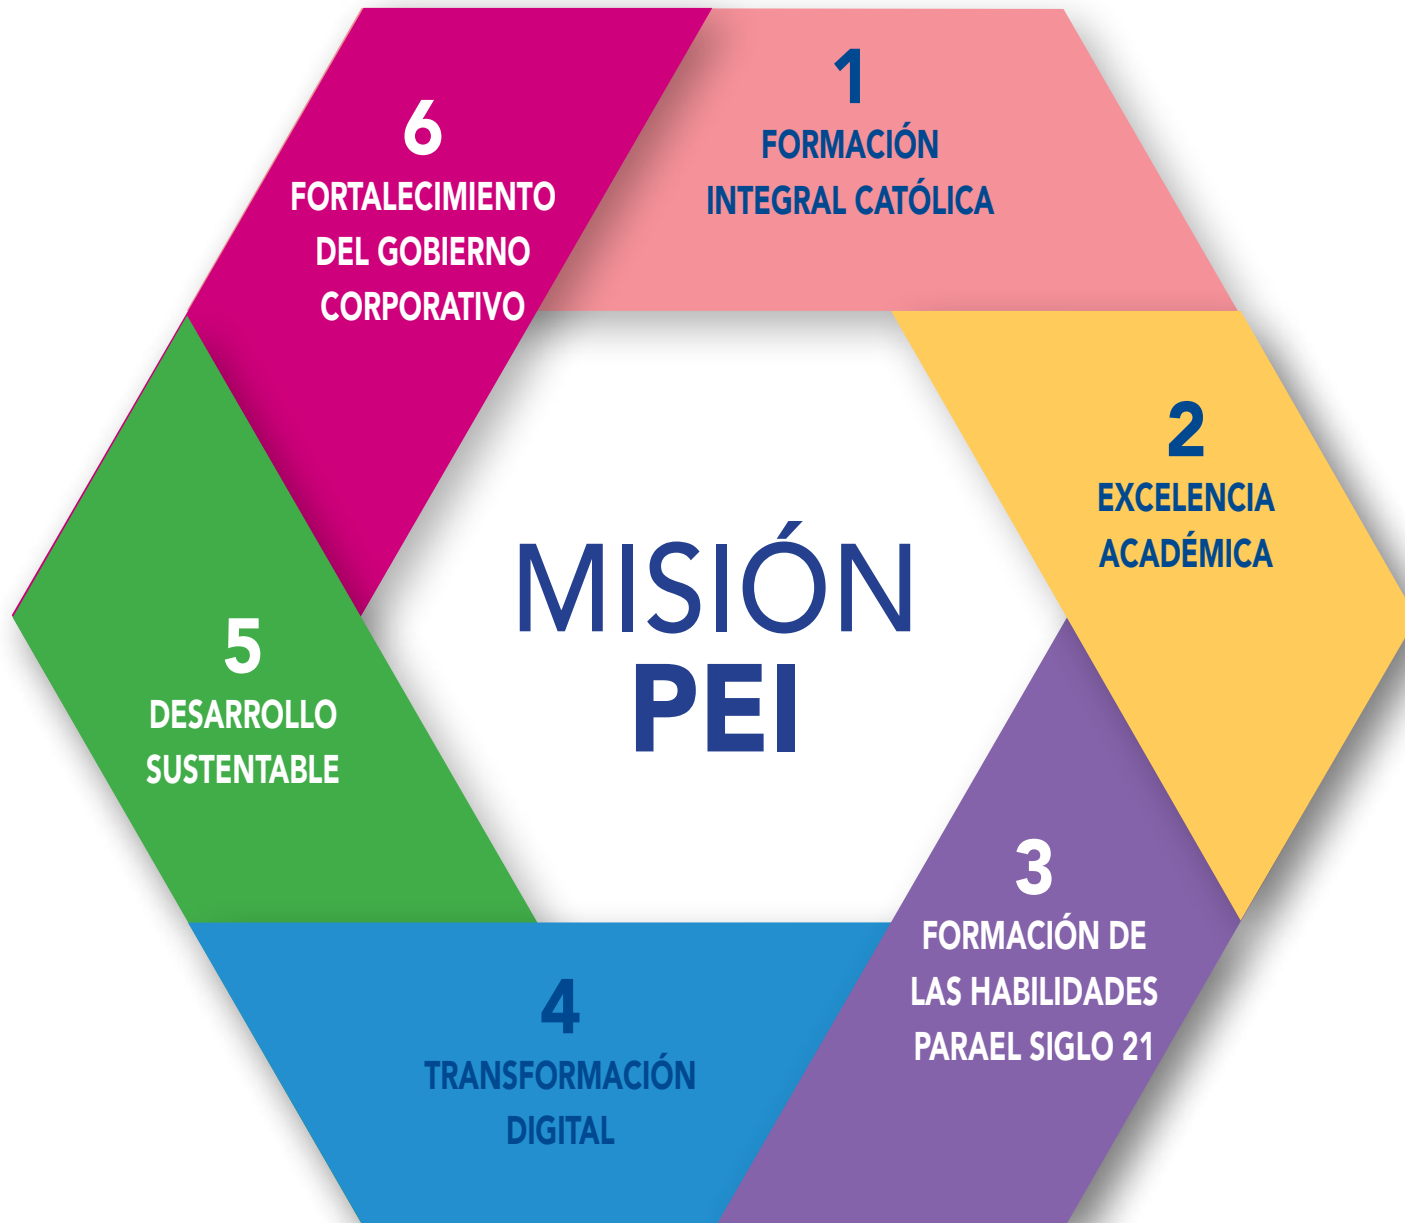 1
FORMACIÓN
INTEGRAL CATÓLICA
2
EXCELENCIA
ACADÉMICA
3
FORMACIÓN DE
LAS HABILIDADES
PARAEL SIGLO 21
4
TRANSFORMACIÓN
DIGITAL
5
DESARROLLO
SUSTENTABLE
6
FORTALECIMIENTO
DEL GOBIERNO
CORPORATIVO
MISIÓN
PEI